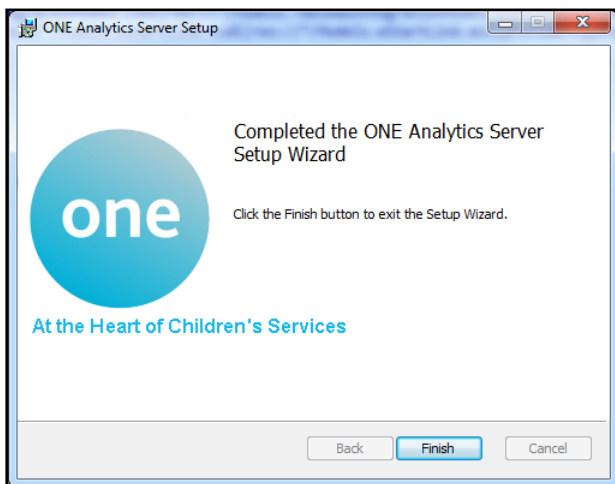 ONE Analytics Server Setup
Completed the ONE Analytics Server
Setup Wizard
one
Click the Finish button to exit the Setup Wizard.
At the Heart of Children's Services
Back Finish Cancel